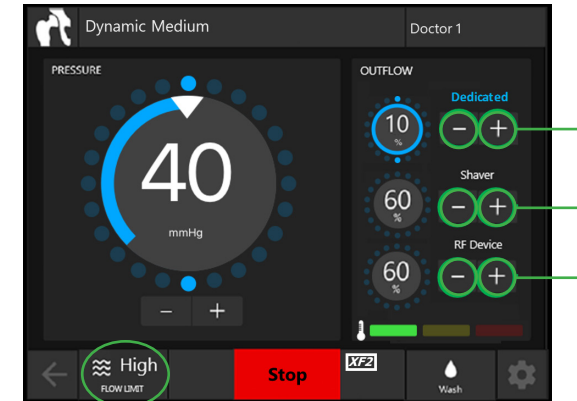 Dynamic Medium
Doctor 1
PRESSURE
40
mmHg
− +
OUTFLOW
Dedicated
10
%
− +
Shaver
60
%
− +
RF Device
60
%
− +
High
FLOW LIMIT
Stop
XF2
Wash